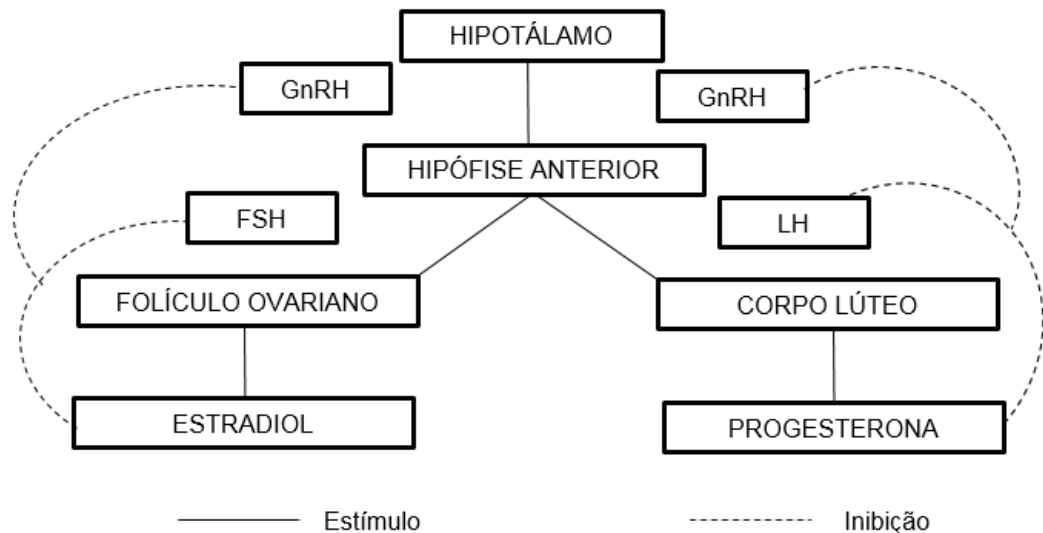 HIPOTÁLAMO
GnRH
GnRH
HIPÓFISE ANTERIOR
FSH
LH
FOLÍCULO OVARIANO
CORPO LÚTEO
ESTRADIOL
PROGESTERONA
Estímulo
Inibição